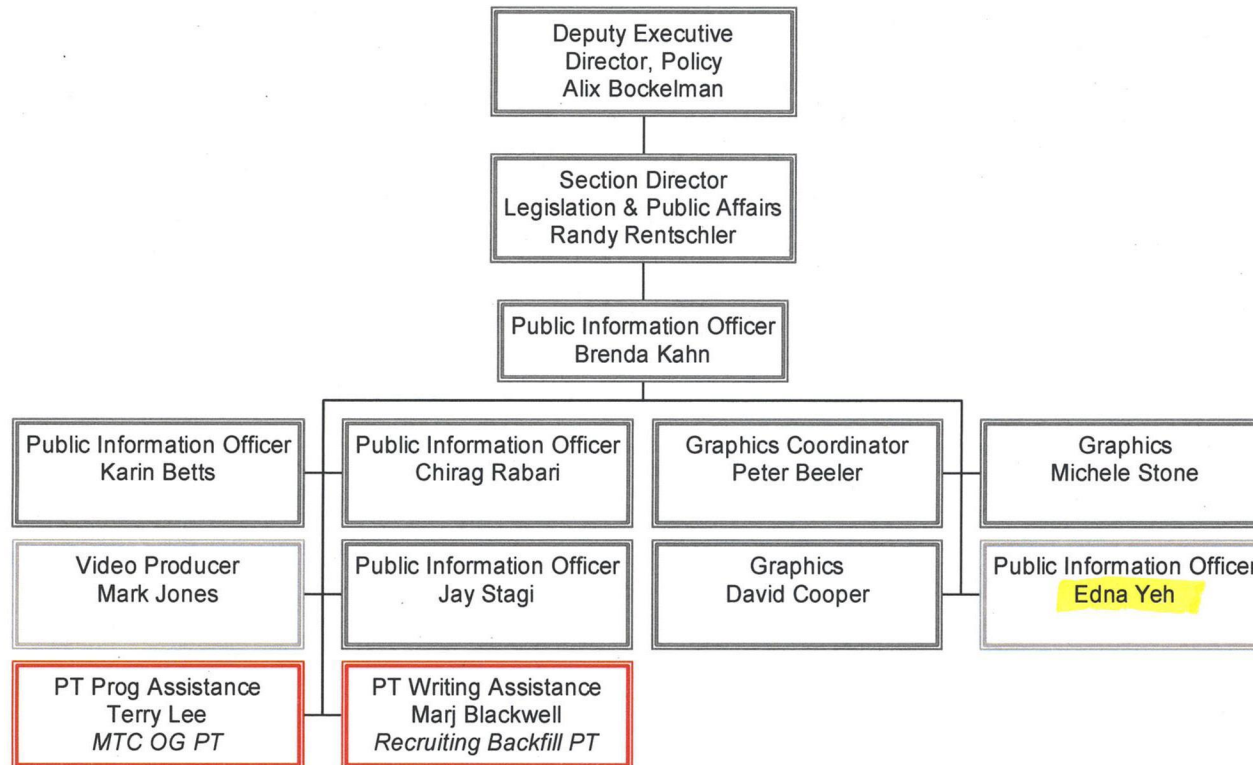 Deputy Executive
Director, Policy
Alix Bockelman
Section Director
Legislation & Public Affairs
Randy Rentschler
Public Information Officer
Brenda Kahn
Public Information Officer
Karin Betts
Public Information Officer
Chirag Rabari
Graphics Coordinator
Peter Beeler
Graphics
Michele Stone
Video Producer
Mark Jones
Public Information Officer
Jay Stagi
Graphics
David Cooper
Public Information Officer
Edna Yeh
PT Prog Assistance
Terry Lee
MTC OG PT
PT Writing Assistance
Marj Blackwell
Recruiting Backfill PT